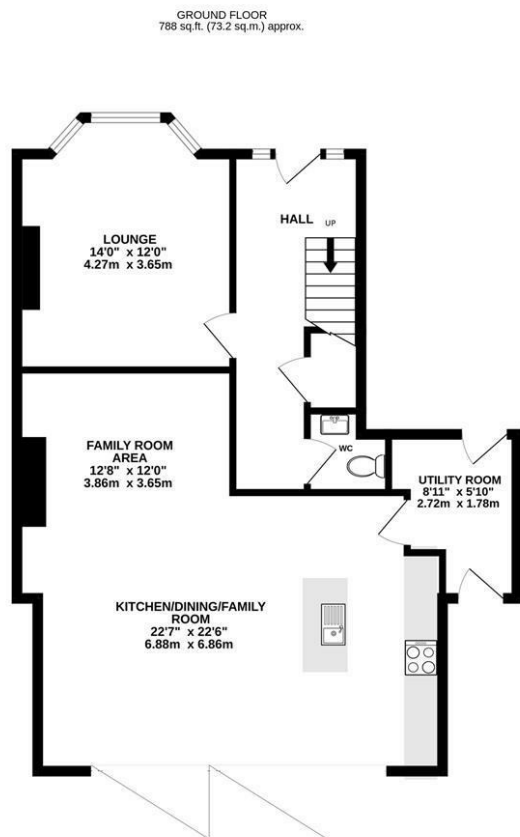 GROUND FLOOR
788 sq.ft. (73.2 sq.m.) approx.
HALL
UP
LOUNGE
14'0" x 12'0"
4.27m x 3.65m
FAMILY ROOM
AREA
12'8" x 12'0"
3.86m x 3.65m
WC
UTILITY ROOM
8'11" x 5'10"
2.72m x 1.78m
KITCHEN/DINING/FAMILY
ROOM
22'7" x 22'6"
6.88m x 6.86m